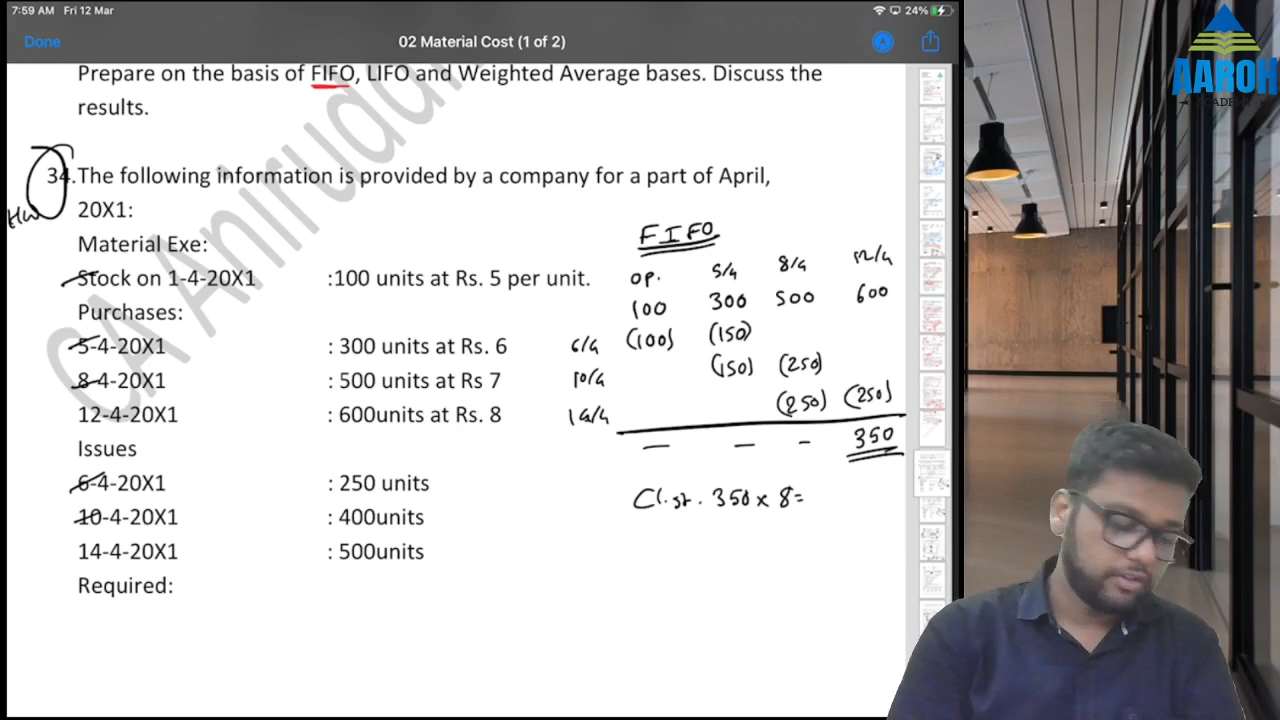 7:59 AM Fri 12 Mar
24%
Done
02 Material Cost (1 of 2)
AAROH
Prepare on the basis of FIFO, LIFO and Weighted Average bases. Discuss the
results.
34.The following information is provided by a company for a part of April,
HW
20X1:
Material Exe:
Stock on 1-4-20X1 :100 units at Rs. 5 per unit.
Purchases:
5-4-20X1 : 300 units at Rs. 6
8-4-20X1 : 500 units at Rs 7
12-4-20X1 : 600units at Rs. 8
Issues
6-4-20X1 : 250 units
10-4-20X1 : 400units
14-4-20X1 : 500units
Required:
FIFO
OP. 5/4 8/4 12/4
100 300 500 600
6/4 (100) (150)
10/4 (150) (250)
14/4 (250) (250)
— — - 350
Cl. st. 350 x 8=
CA Anirudd